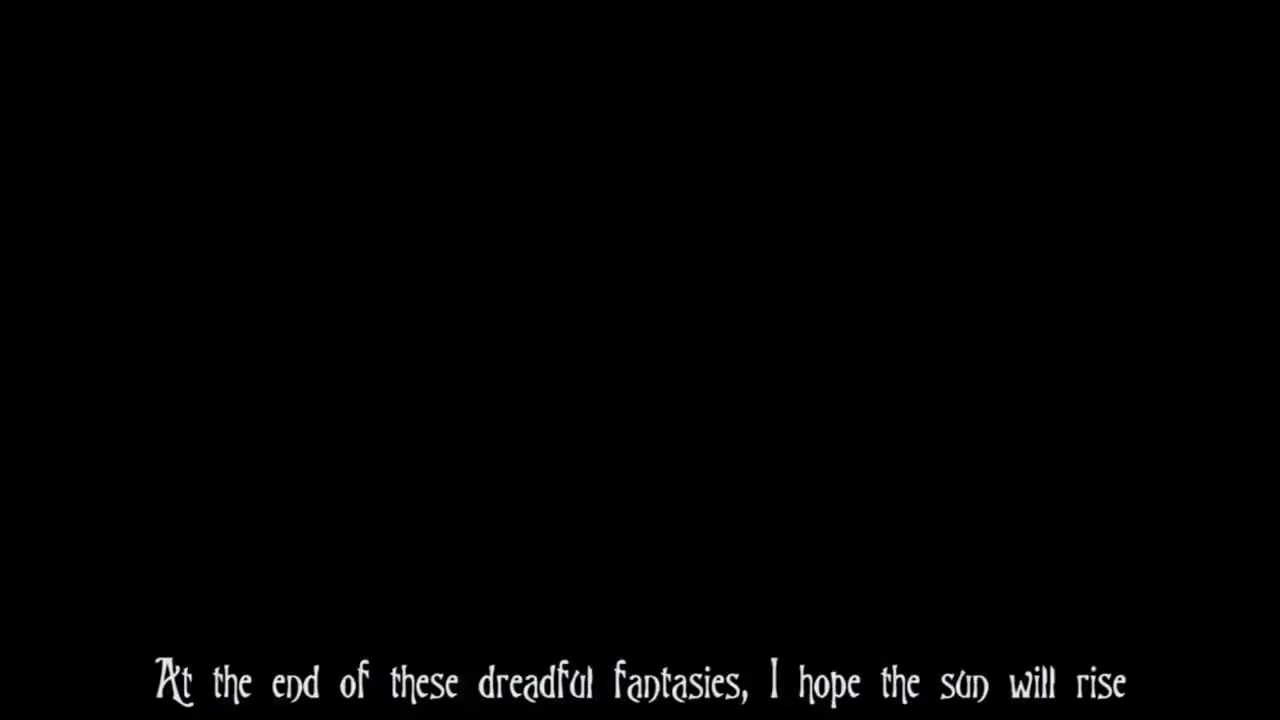 At the end of these dreadful fantasies, I hope the sun will rise